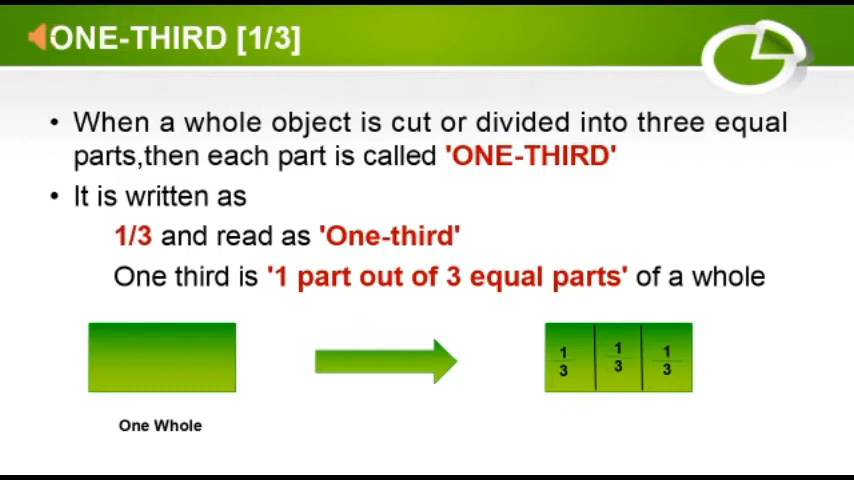 ONE-THIRD [1/3]
• When a whole object is cut or divided into three equal
parts,then each part is called 'ONE-THIRD'
• It is written as
1/3 and read as 'One-third'
One third is '1 part out of 3 equal parts' of a whole
1/3 1/3 1/3
One Whole